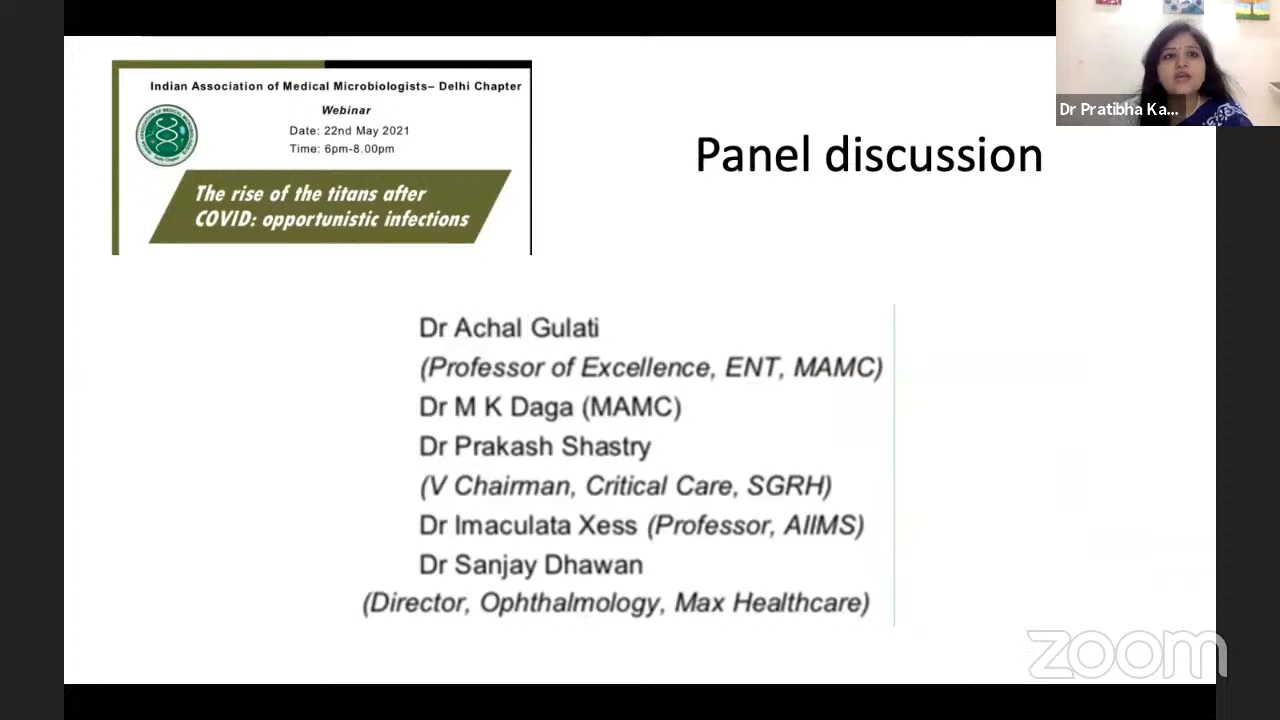 Indian Association of Medical Microbiologists– Delhi Chapter
Webinar
Date: 22nd May 2021
Time: 6pm-8.00pm
The rise of the titans after
COVID: opportunistic infections
Panel discussion
Dr Pratibha Ka...
Dr Achal Gulati
(Professor of Excellence, ENT, MAMC)
Dr M K Daga (MAMC)
Dr Prakash Shastry
(V Chairman, Critical Care, SGRH)
Dr Imaculata Xess (Professor, AIIMS)
Dr Sanjay Dhawan
(Director, Ophthalmology, Max Healthcare)
zoom